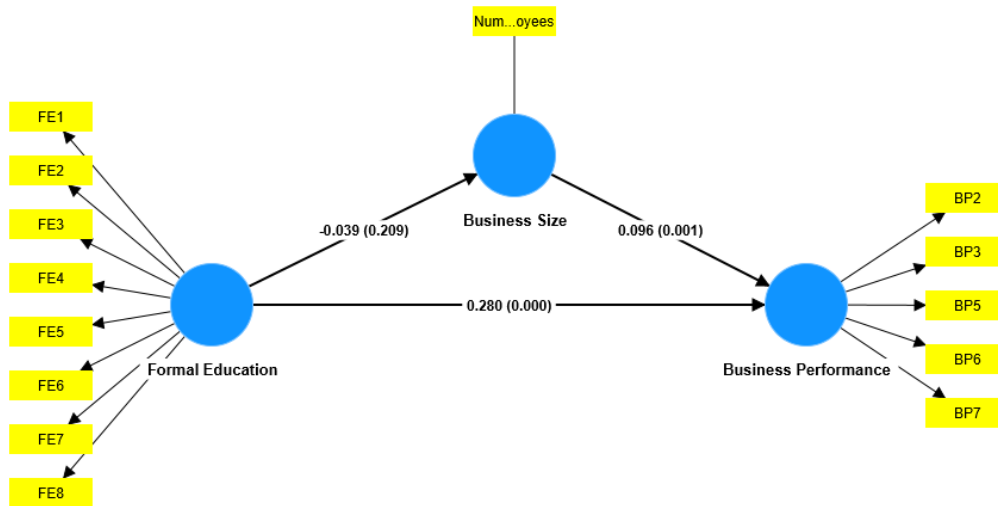 Num...oyees
FE1
FE2
FE3
FE4
FE5
FE6
FE7
FE8
Formal Education
-0.039 (0.209)
Business Size
0.096 (0.001)
0.280 (0.000)
Business Performance
BP2
BP3
BP5
BP6
BP7